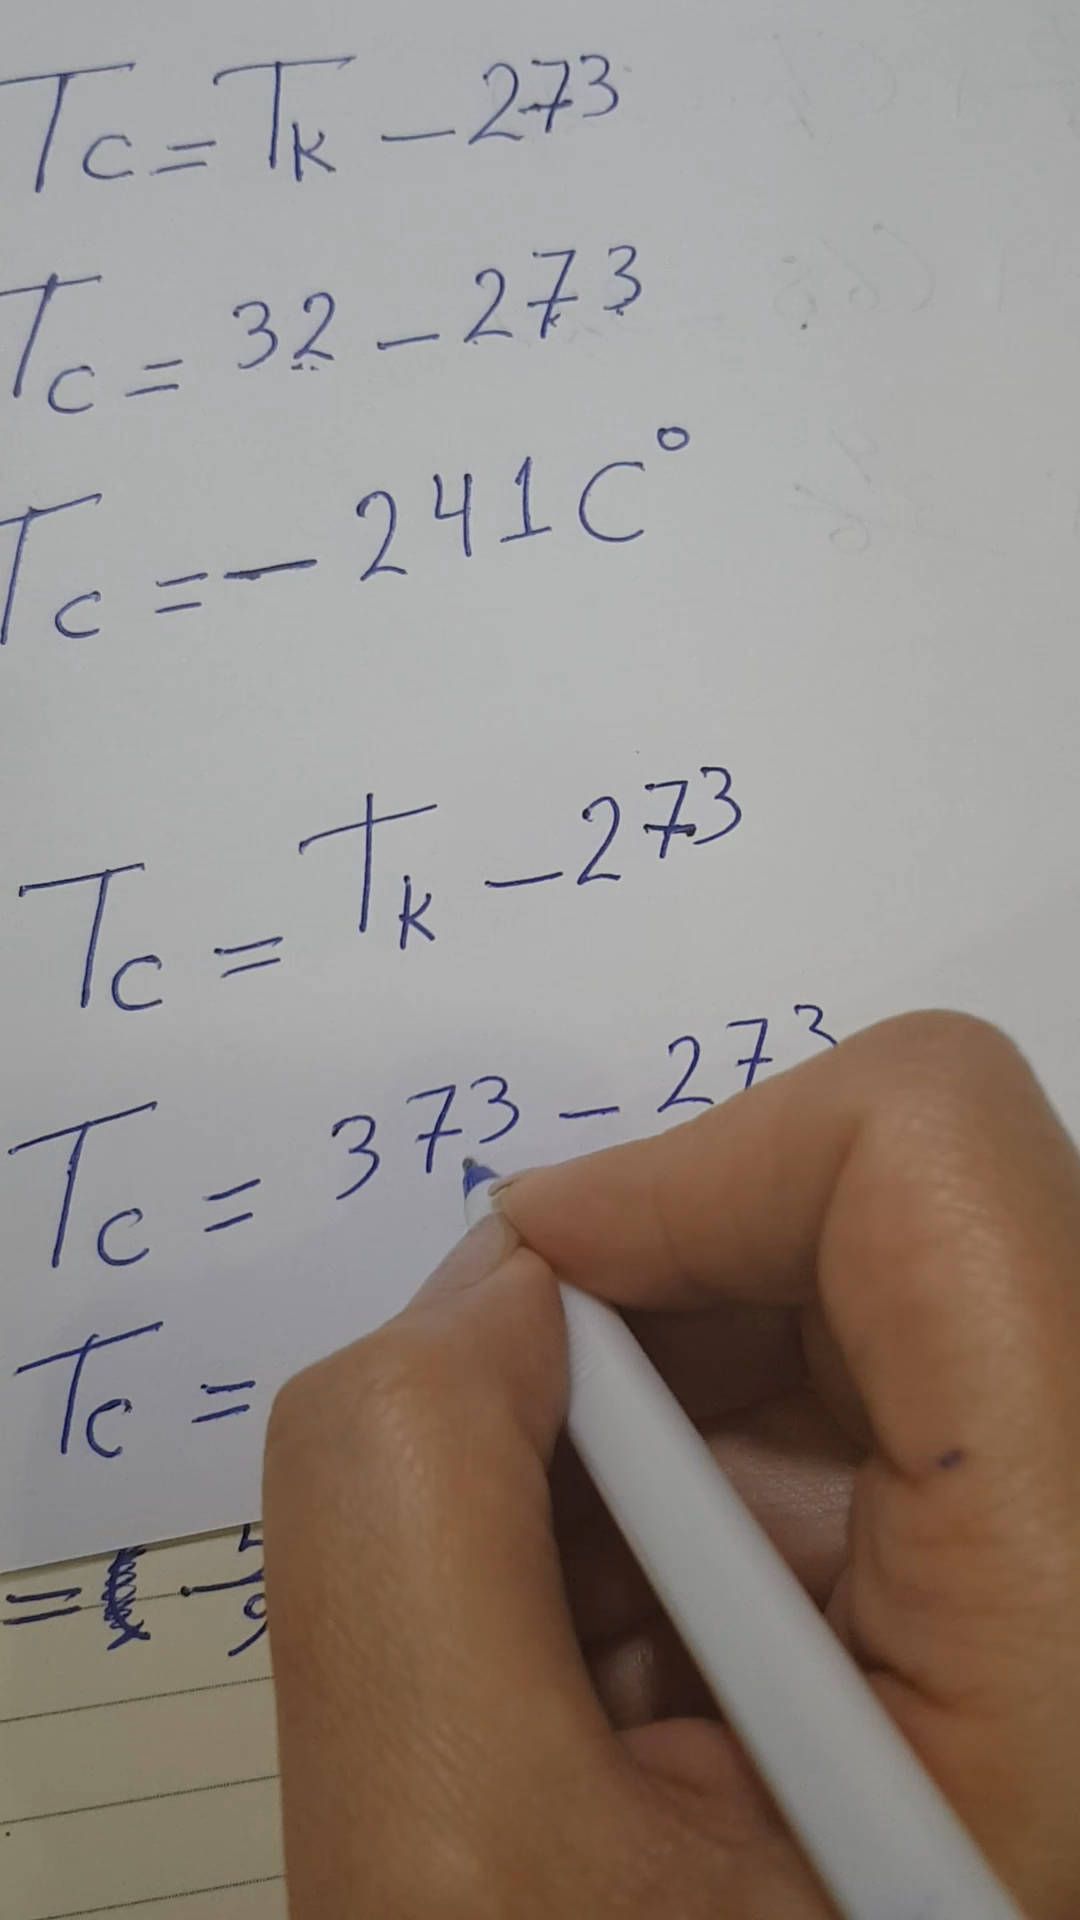 Tc = Tk - 273
Tc = 32 - 273
Tc = - 241 C°
Tc = Tk - 273
Tc = 373 - 273
Tc =
=